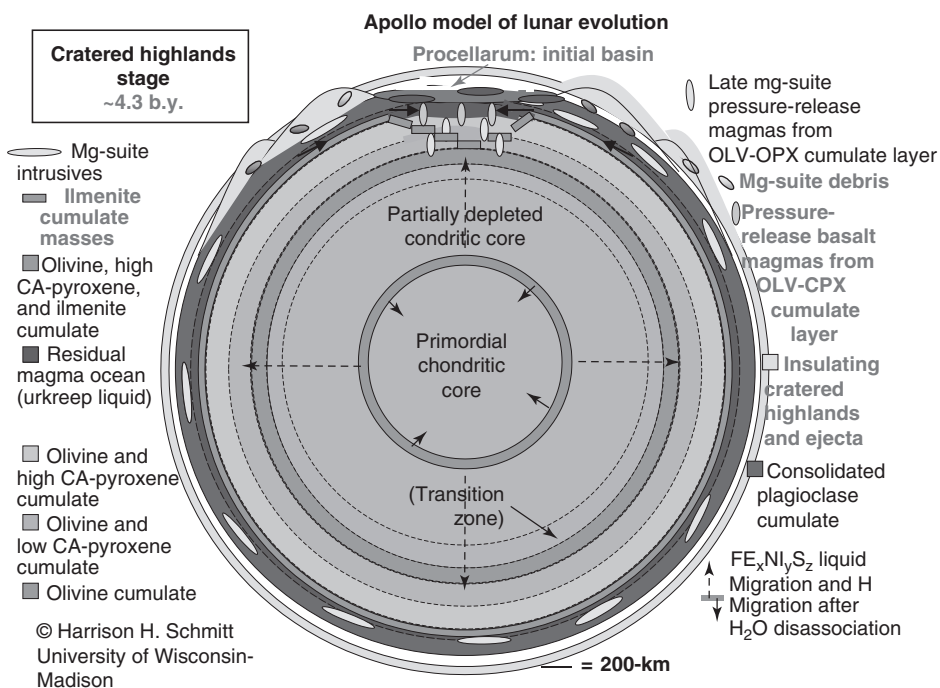 Apollo model of lunar evolution
Cratered highlands
stage
~4.3 b.y.
Procellarum: initial basin
Mg-suite
intrusives
Ilmenite
cumulate
masses
Olivine, high
CA-pyroxene,
and ilmenite
cumulate
Residual
magma ocean
(urkreep liquid)
Olivine and
high CA-pyroxene
cumulate
Olivine and
low CA-pyroxene
cumulate
Olivine cumulate
© Harrison H. Schmitt
University of Wisconsin-
Madison
Partially depleted
condritic core
Primordial
chondritic
core
(Transition
zone)
Late mg-suite
pressure-release
magmas from
OLV-OPX cumulate layer
Mg-suite debris
Pressure-
release basalt
magmas from
OLV-CPX
cumulate
layer
Insulating
cratered
highlands
and ejecta
Consolidated
plagioclase
cumulate
FExNIySz liquid
Migration and H
Migration after
H2O disassociation
= 200-km